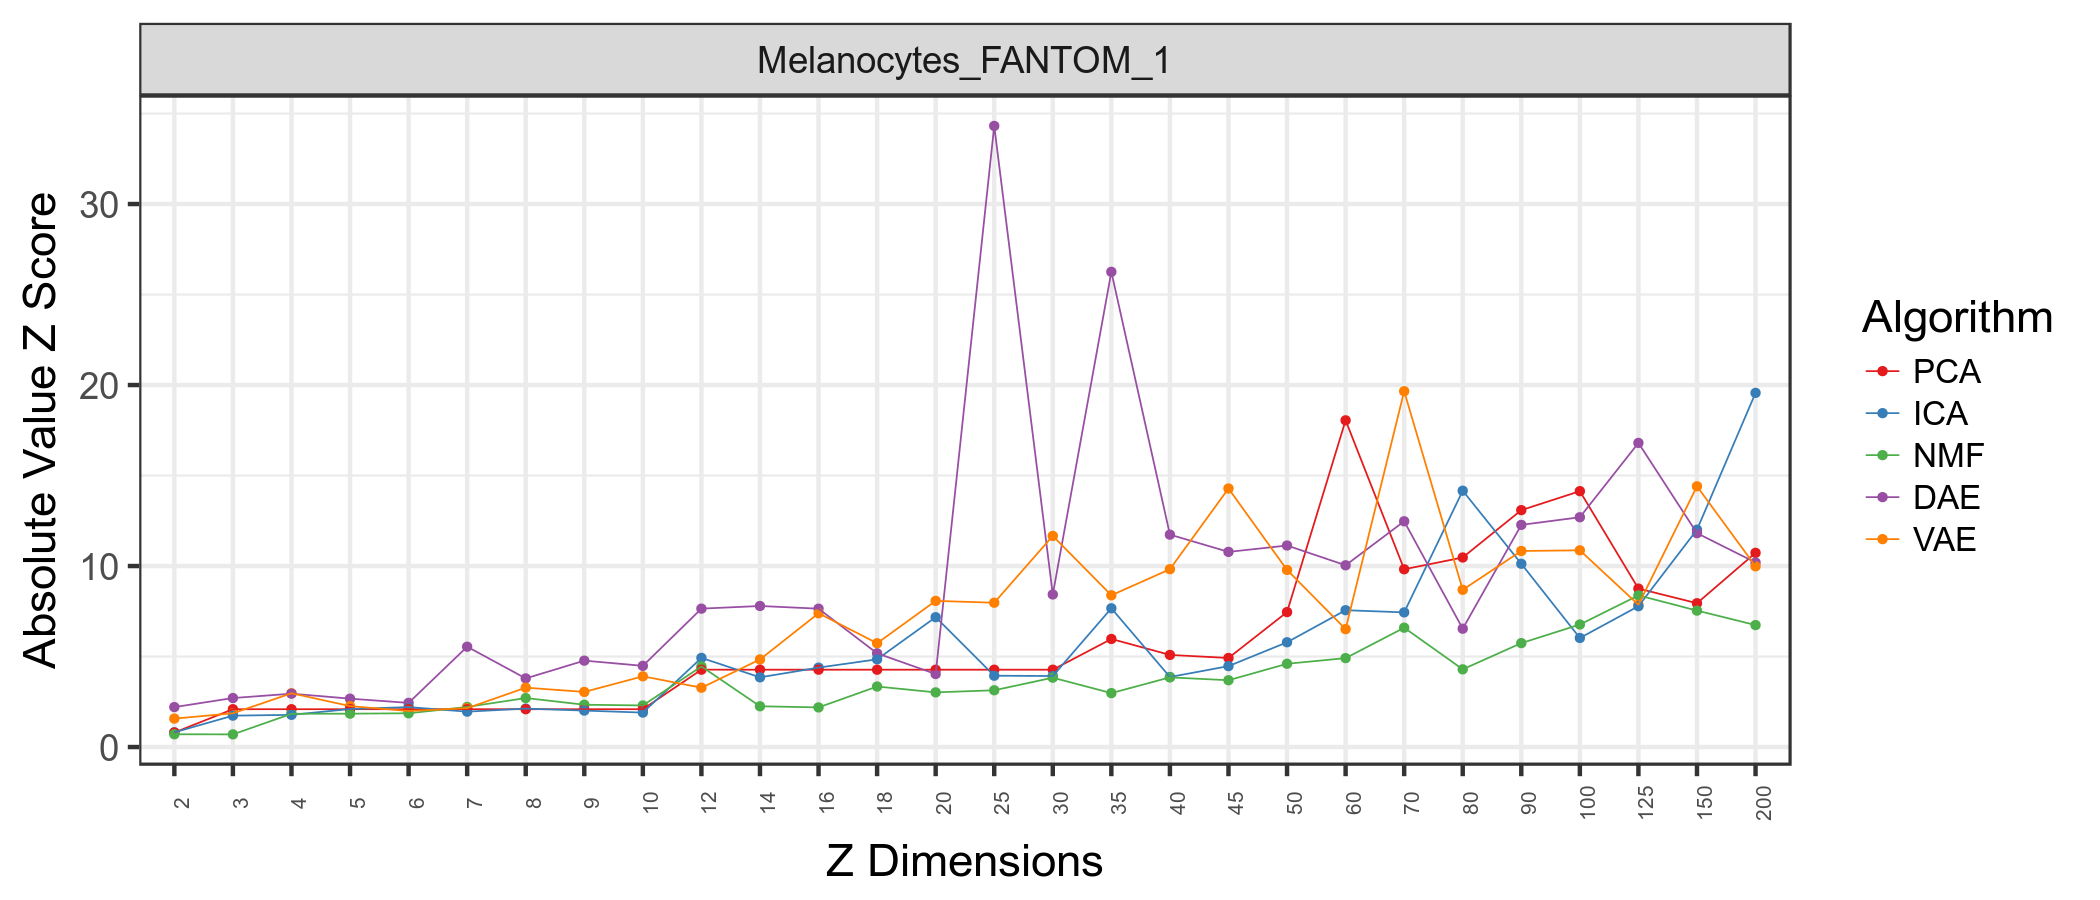 Melanocytes_FANTOM_1
Absolute Value Z Score
30
20
10
0
2 3 4 5 6 7 8 9 10 12 14 16 18 20 25 30 35 40 45 50 60 70 80 90 100 125 150 200
Z Dimensions
Algorithm
PCA
ICA
NMF
DAE
VAE